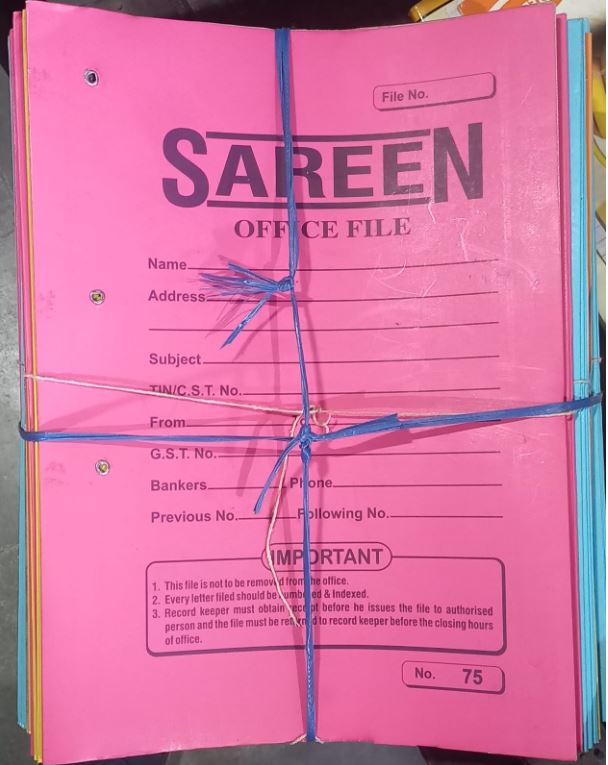 File No.
SAREEN
OFFICE FILE
Name
Address
Subject
TIN/C.S.T. No.
From
G.S.T. No.
Bankers Phone
Previous No. Following No.
IMPORTANT
1. This file is not to be removed from the office.
2. Every letter filed should be numbered & Indexed.
3. Record keeper must obtain receipt before he issues the file to authorised
person and the file must be returned to record keeper before the closing hours
of office.
No. 75